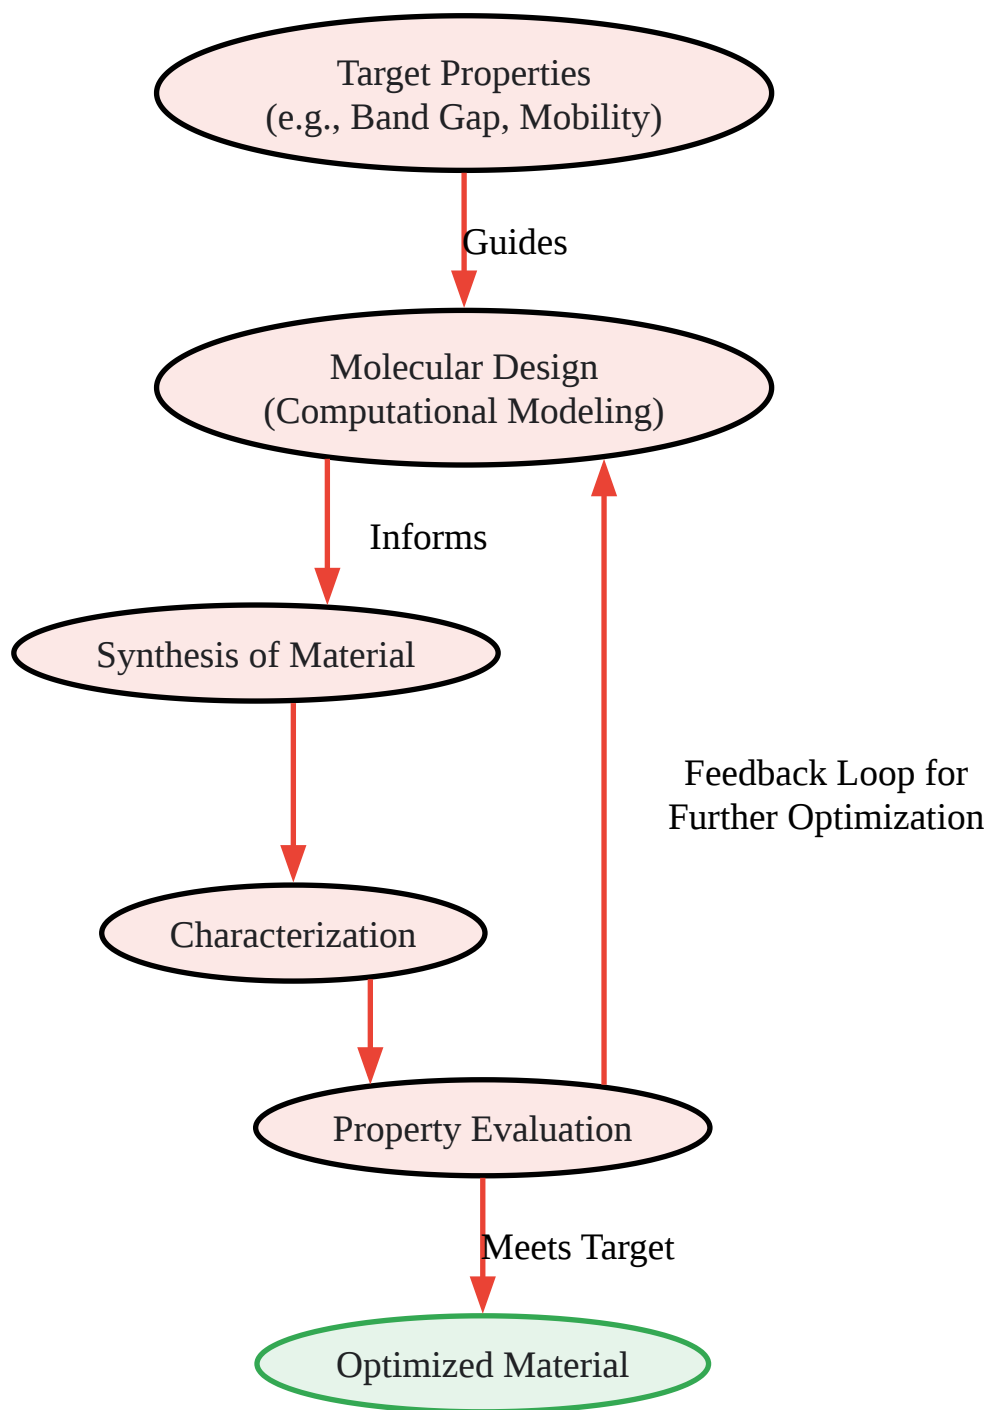 Target Properties
(e.g., Band Gap, Mobility)
Guides
Molecular Design
(Computational Modeling)
Informs
Synthesis of Material
Feedback Loop for
Further Optimization
Characterization
Property Evaluation
Meets Target
Optimized Material